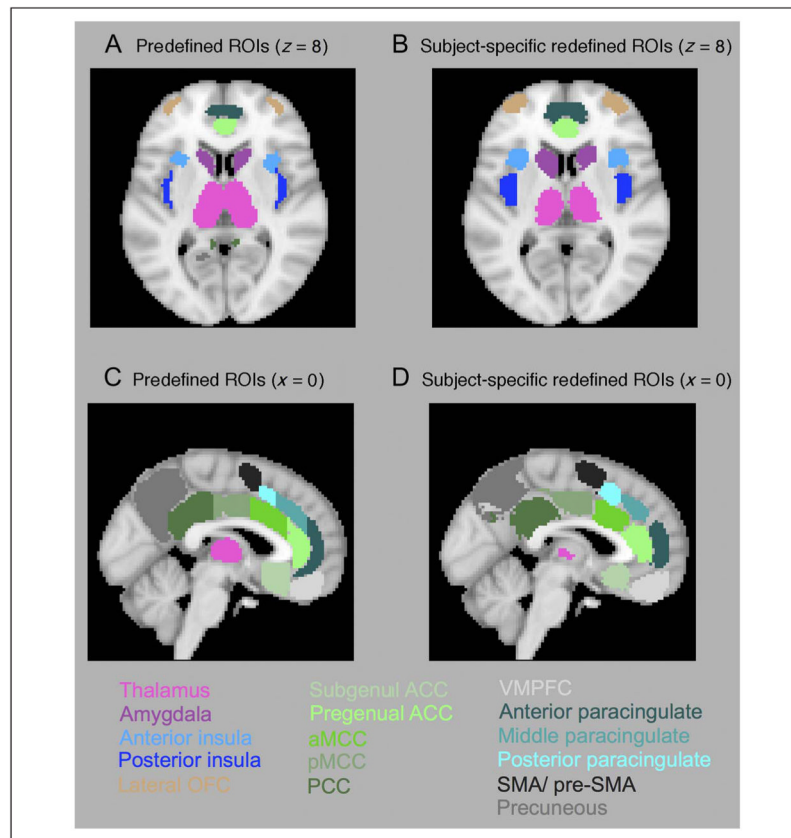 A Predefined ROIs (z = 8)
B Subject-specific redefined ROIs (z = 8)
C Predefined ROIs (x = 0)
D Subject-specific redefined ROIs (x = 0)
Thalamus
Amygdala
Anterior insula
Posterior insula
Lateral OFC
Subgenual ACC
Pregenual ACC
aMCC
pMCC
PCC
VMPFC
Anterior paracingulate
Middle paracingulate
Posterior paracingulate
SMA/ pre-SMA
Precuneous